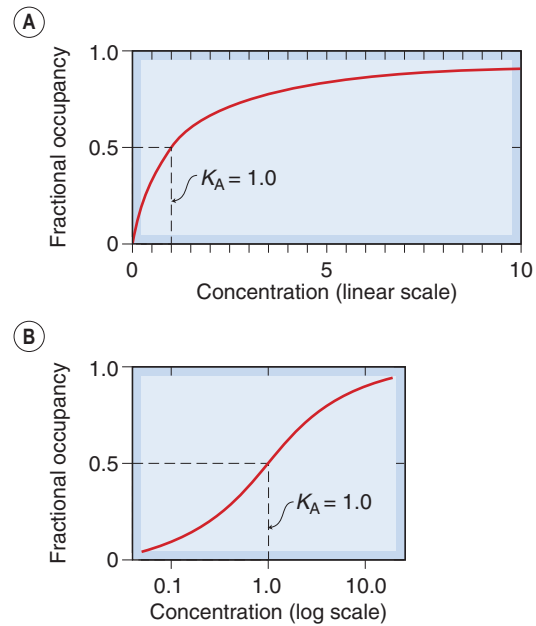 A
Fractional occupancy
1.0
0.5
0
K_A = 1.0
0 5 10
Concentration (linear scale)
B
Fractional occupancy
1.0
0.5
0
K_A = 1.0
0.1 1.0 10.0
Concentration (log scale)